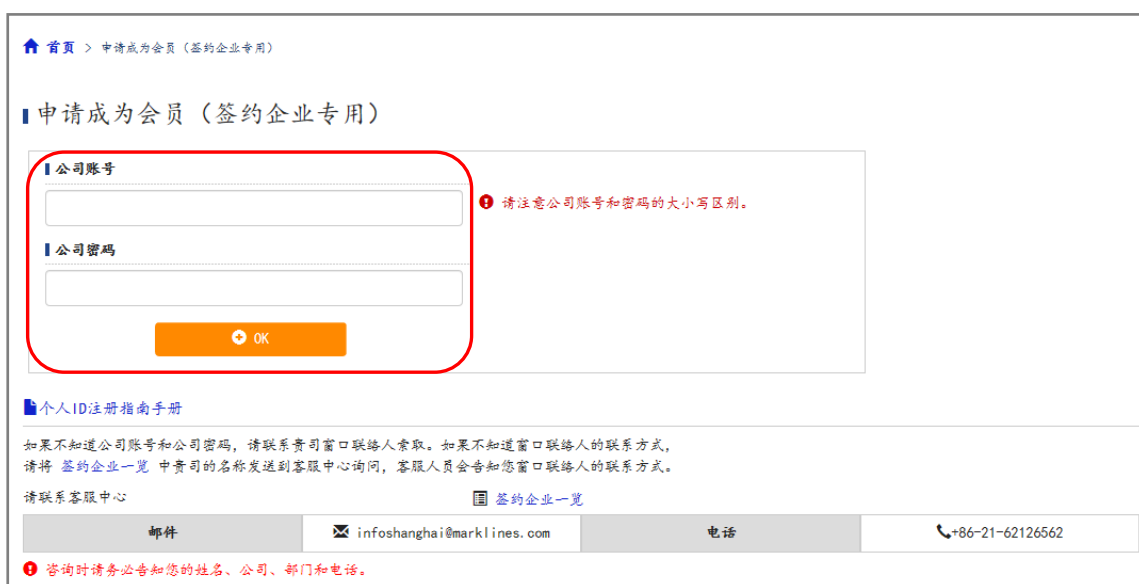 首页 > 申请成为会员（签约企业专用）
申请成为会员（签约企业专用）
公司账号
请注意公司账号和密码的大小写区别。
公司密码
OK
个人ID注册指南手册
如果不知道公司账号和公司密码，请联系贵司窗口联络人索取。如果不知道窗口联络人的联系方式，
请将 签约企业一览 中贵司的名称发送到客服中心询问，客服人员会告知您窗口联络人的联系方式。
请联系客服中心 签约企业一览
邮件 infoshanghai@marklines.com 电话 +86-21-62126562
咨询时请务必告知您的姓名、公司、部门和电话。